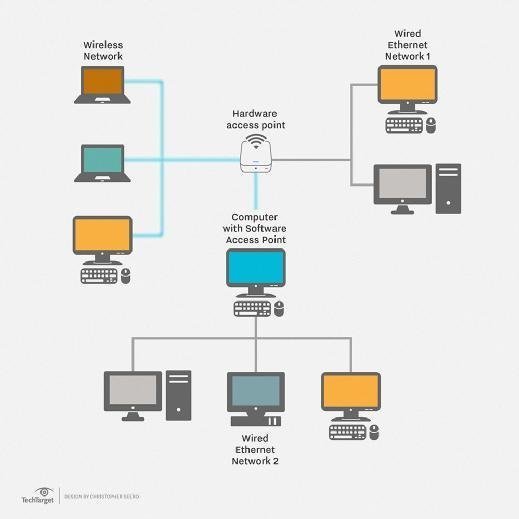 Wireless
Network
Wired
Ethernet
Network 1
Hardware
access point
Computer
with Software
Access Point
Wired
Ethernet
Network 2
TechTarget
DESIGN BY CHRISTOPHER SEERO